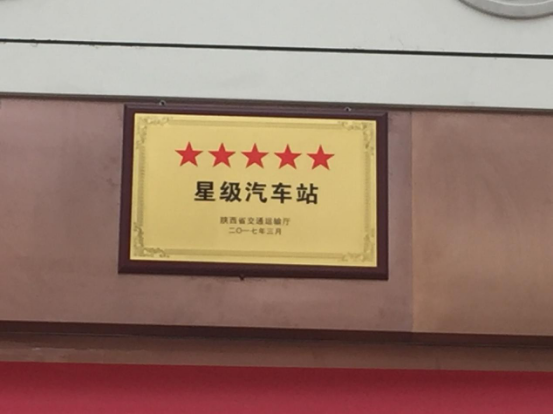 ★★★★★
星级汽车站
陕西省交通运输厅
二〇一七年三月